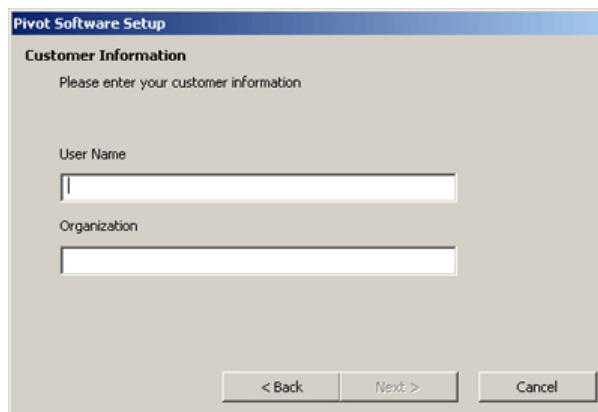 Pivot Software Setup
Customer Information
Please enter your customer information
User Name
Organization
< Back Next > Cancel